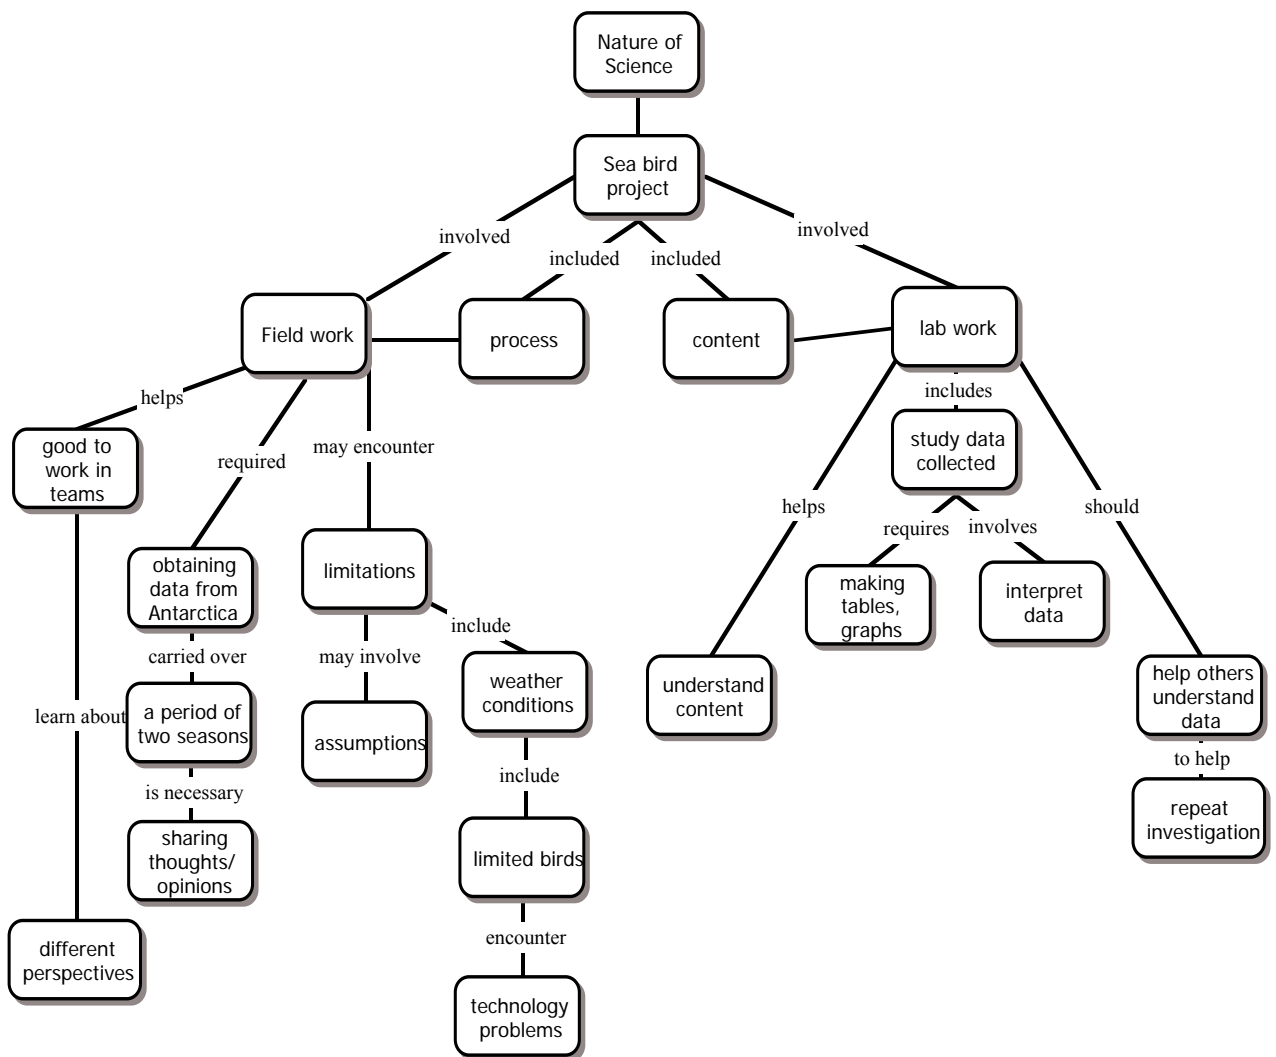 Nature of
Science
Sea bird
project
involved
involved
included
included
Field work
process
content
lab work
helps
includes
good to
work in
teams
required
may encounter
study data
collected
helps
requires
involves
should
obtaining
data from
Antarctica
limitations
making
tables,
graphs
interpret
data
include
carried over
may involve
weather
conditions
understand
content
help others
understand
data
learn about
a period of
two seasons
assumptions
to help
is necessary
include
repeat
investigation
sharing
thoughts/
opinions
limited birds
different
perspectives
encounter
technology
problems